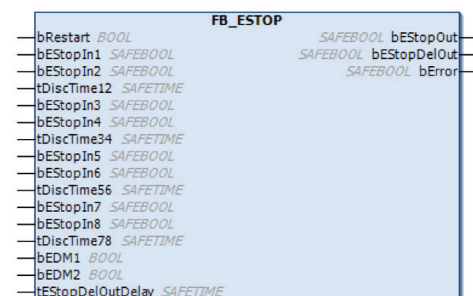 FB_ESTOP
bRestart BOOL SAFEBOOL bEStopOut
bEStopIn1 SAFEBOOL SAFEBOOL bEStopDelOut
bEStopIn2 SAFEBOOL SAFEBOOL bError
tDiscTime12 SAFETIME
bEStopIn3 SAFEBOOL
bEStopIn4 SAFEBOOL
tDiscTime34 SAFETIME
bEStopIn5 SAFEBOOL
bEStopIn6 SAFEBOOL
tDiscTime56 SAFETIME
bEStopIn7 SAFEBOOL
bEStopIn8 SAFEBOOL
tDiscTime78 SAFETIME
bEDM1 BOOL
bEDM2 BOOL
tEStopDelOutDelay SAFETIME